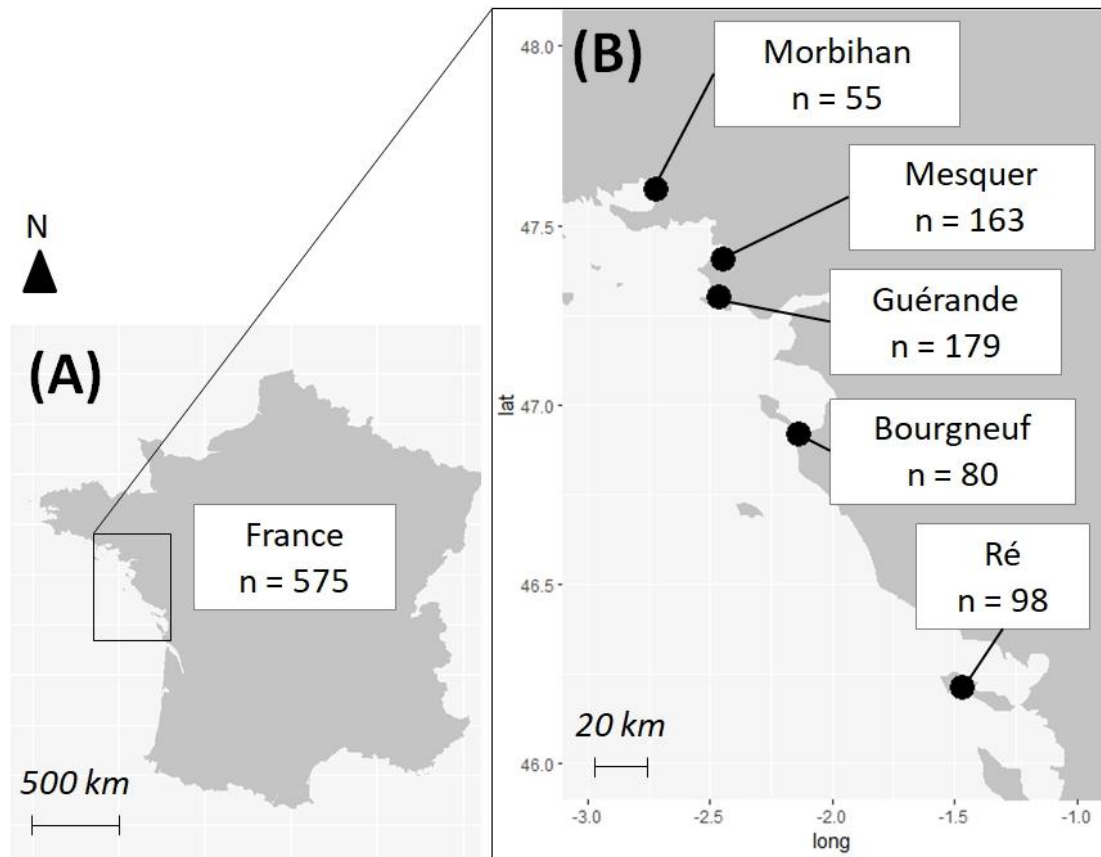 N
(A)
France
n = 575
500 km
(B)
Morbihan
n = 55
Mesquer
n = 163
Guérande
n = 179
Bourgneuf
n = 80
Ré
n = 98
20 km
48.0
47.5
47.0
46.5
46.0
lat
-3.0
-2.5
-2.0
-1.5
-1.0
long